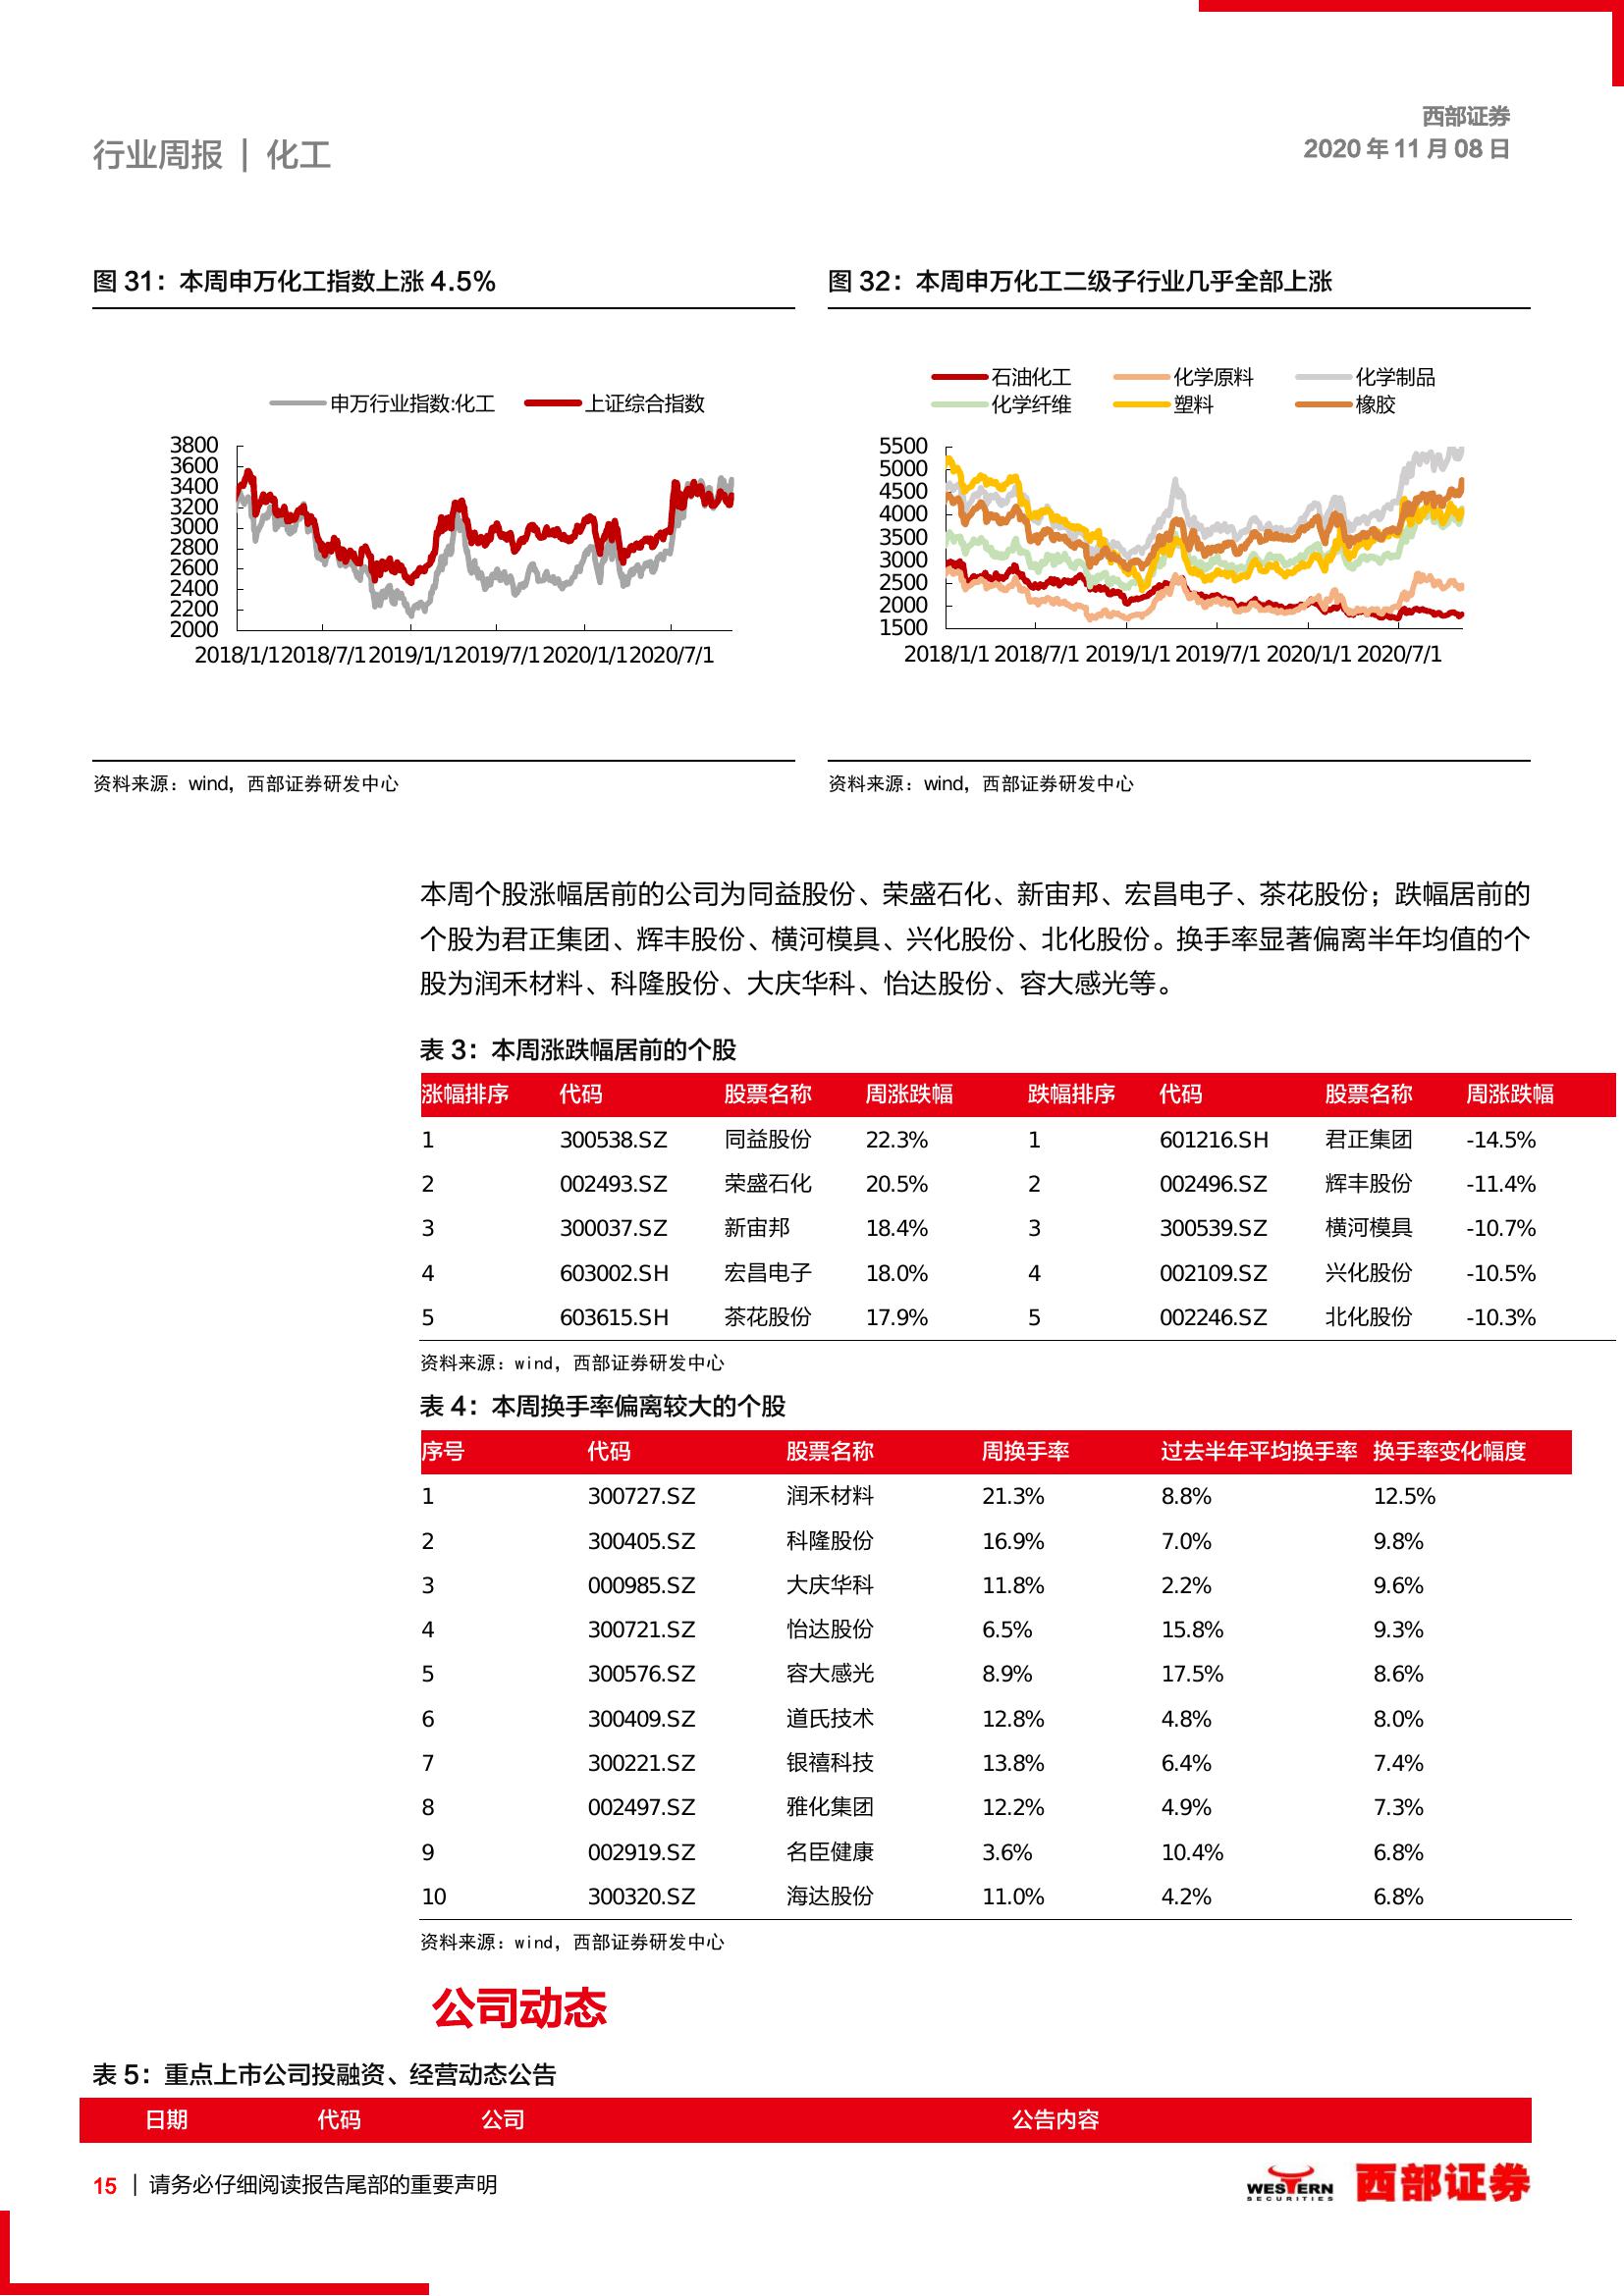 西部证券
2020 年 11 月 08 日
行业周报 | 化工
图 31：本周申万化工指数上涨 4.5%
图 32：本周申万化工二级子行业几乎全部上涨
申万行业指数:化工 上证综合指数
3800
3600
3400
3200
3000
2800
2600
2400
2200
2000
2018/1/1 2018/7/1 2019/1/1 2019/7/1 2020/1/1 2020/7/1
石油化工 化学原料 化学制品
化学纤维 塑料 橡胶
5500
5000
4500
4000
3500
3000
2500
2000
1500
2018/1/1 2018/7/1 2019/1/1 2019/7/1 2020/1/1 2020/7/1
资料来源：wind，西部证券研发中心
资料来源：wind，西部证券研发中心
本周个股涨幅居前的公司为同益股份、荣盛石化、新宙邦、宏昌电子、茶花股份；跌幅居前的
个股为君正集团、辉丰股份、横河模具、兴化股份、北化股份。换手率显著偏离半年均值的个
股为润禾材料、科隆股份、大庆华科、怡达股份、容大感光等。
表 3：本周涨跌幅居前的个股
涨幅排序 代码 股票名称 周涨跌幅 跌幅排序 代码 股票名称 周涨跌幅
1 300538.SZ 同益股份 22.3% 1 601216.SH 君正集团 -14.5%
2 002493.SZ 荣盛石化 20.5% 2 002496.SZ 辉丰股份 -11.4%
3 300037.SZ 新宙邦 18.4% 3 300539.SZ 横河模具 -10.7%
4 603002.SH 宏昌电子 18.0% 4 002109.SZ 兴化股份 -10.5%
5 603615.SH 茶花股份 17.9% 5 002246.SZ 北化股份 -10.3%
资料来源：wind，西部证券研发中心
表 4：本周换手率偏离较大的个股
序号 代码 股票名称 周换手率 过去半年平均换手率 换手率变化幅度
1 300727.SZ 润禾材料 21.3% 8.8% 12.5%
2 300405.SZ 科隆股份 16.9% 7.0% 9.8%
3 000985.SZ 大庆华科 11.8% 2.2% 9.6%
4 300721.SZ 怡达股份 6.5% 15.8% 9.3%
5 300576.SZ 容大感光 8.9% 17.5% 8.6%
6 300409.SZ 道氏技术 12.8% 4.8% 8.0%
7 300221.SZ 银禧科技 13.8% 6.4% 7.4%
8 002497.SZ 雅化集团 12.2% 4.9% 7.3%
9 002919.SZ 名臣健康 3.6% 10.4% 6.8%
10 300320.SZ 海达股份 11.0% 4.2% 6.8%
资料来源：wind，西部证券研发中心
公司动态
表 5：重点上市公司投融资、经营动态公告
日期 代码 公司 公告内容
15 | 请务必仔细阅读报告尾部的重要声明
WESTERN
SECURITIES
西部证券